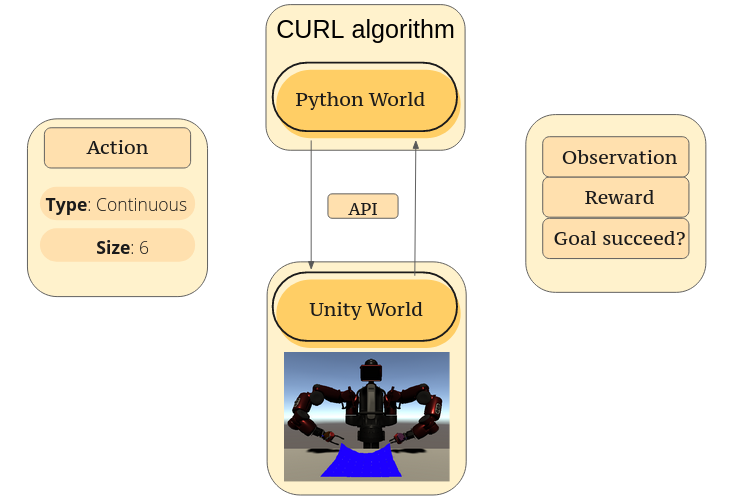 CURL algorithm
Python World
Action
Type: Continuous
Size: 6
API
Observation
Reward
Goal succeed?
Unity World